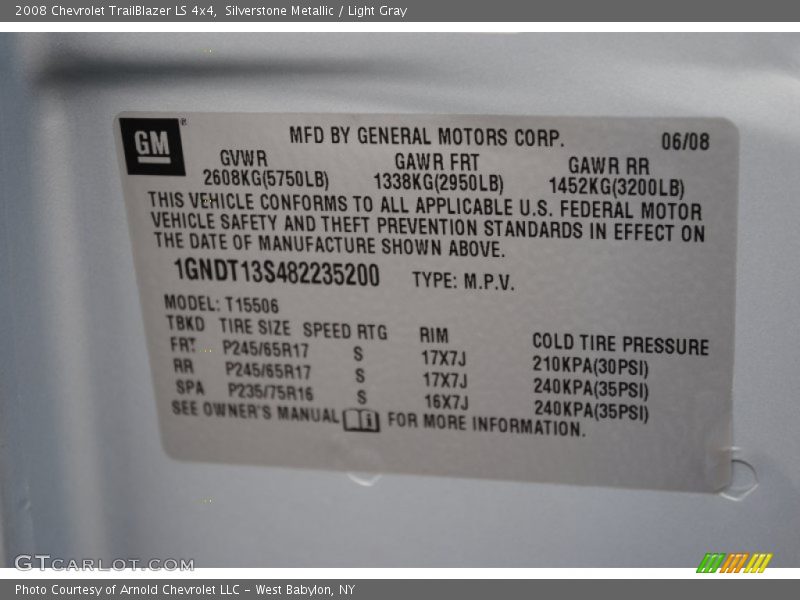 2008 Chevrolet TrailBlazer LS 4x4, Silverstone Metallic / Light Gray
GM ®
MFD BY GENERAL MOTORS CORP. 06/08
GVWR GAWR FRT GAWR RR
2608KG(5750LB) 1338KG(2950LB) 1452KG(3200LB)
THIS VEHICLE CONFORMS TO ALL APPLICABLE U.S. FEDERAL MOTOR
VEHICLE SAFETY AND THEFT PREVENTION STANDARDS IN EFFECT ON
THE DATE OF MANUFACTURE SHOWN ABOVE.
1GNDT13S482235200 TYPE: M.P.V.
MODEL: T15506
TBKD TIRE SIZE SPEED RTG RIM COLD TIRE PRESSURE
FRT P245/65R17 S 17X7J 210KPA(30PSI)
RR P245/65R17 S 17X7J 240KPA(35PSI)
SPA P235/75R16 S 16X7J 240KPA(35PSI)
SEE OWNER'S MANUAL i FOR MORE INFORMATION.
GTCARLOT.COM
Photo Courtesy of Arnold Chevrolet LLC - West Babylon, NY